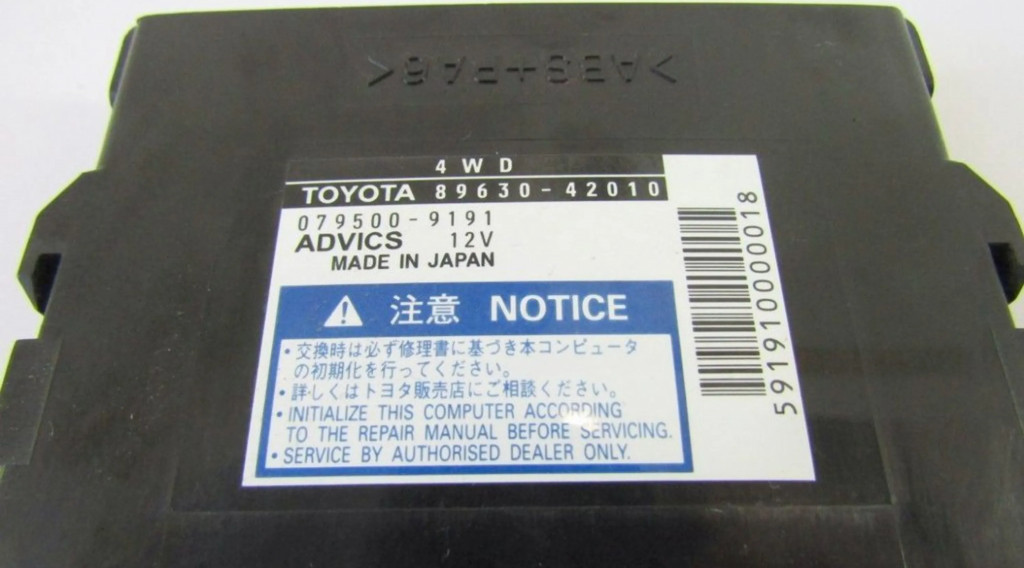 >ABS+PA6<
4WD
TOYOTA 89630-42010
079500-9191
ADVICS 12V
MADE IN JAPAN
注意 NOTICE
・交換時は必ず修理書に基づき本コンピュータ
の初期化を行ってください。
・詳しくはトヨタ販売店にご相談ください。
・INITIALIZE THIS COMPUTER ACCORDING
TO THE REPAIR MANUAL BEFORE SERVICING.
・SERVICE BY AUTHORISED DEALER ONLY.
5919100000018